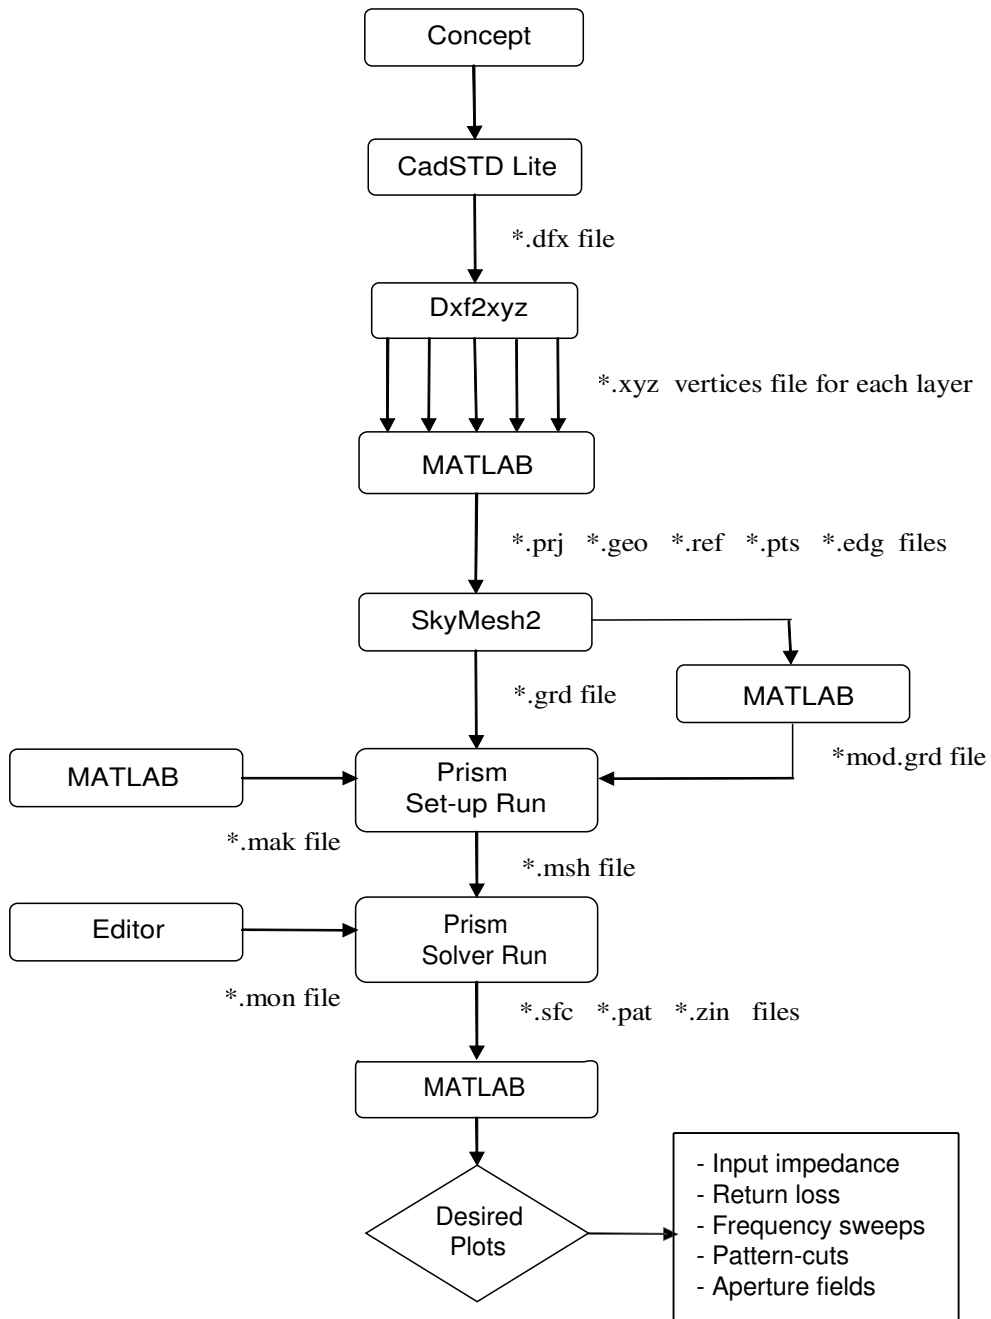 Concept
CadSTD Lite
*.dfx file
Dxf2xyz
*.xyz vertices file for each layer
MATLAB
*.prj *.geo *.ref *.pts *.edg files
SkyMesh2
*.grd file
MATLAB
*mod.grd file
MATLAB
Prism
Set-up Run
*.mak file
*.msh file
Editor
Prism
Solver Run
*.mon file
*.sfc *.pat *.zin files
MATLAB
Desired
Plots
- Input impedance
- Return loss
- Frequency sweeps
- Pattern-cuts
- Aperture fields